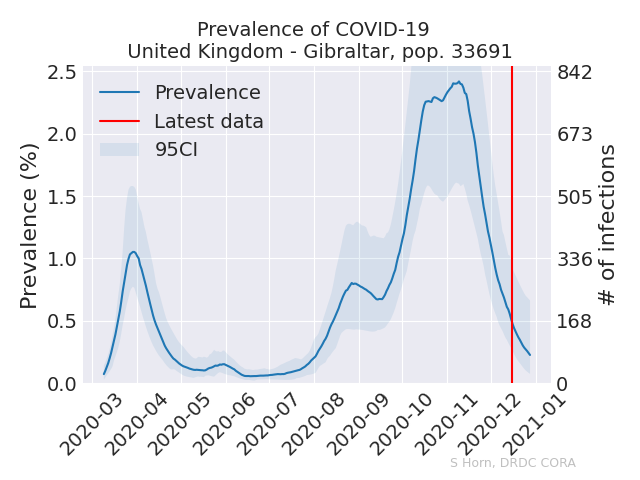 Prevalence of COVID-19
United Kingdom - Gibraltar, pop. 33691
Prevalence
Latest data
95CI
Prevalence (%)
2.5
2.0
1.5
1.0
0.5
0.0
842
673
505
336
168
0
# of infections
2020-03
2020-04
2020-05
2020-06
2020-07
2020-08
2020-09
2020-10
2020-11
2020-12
2021-01
S Horn, DRDC CORA